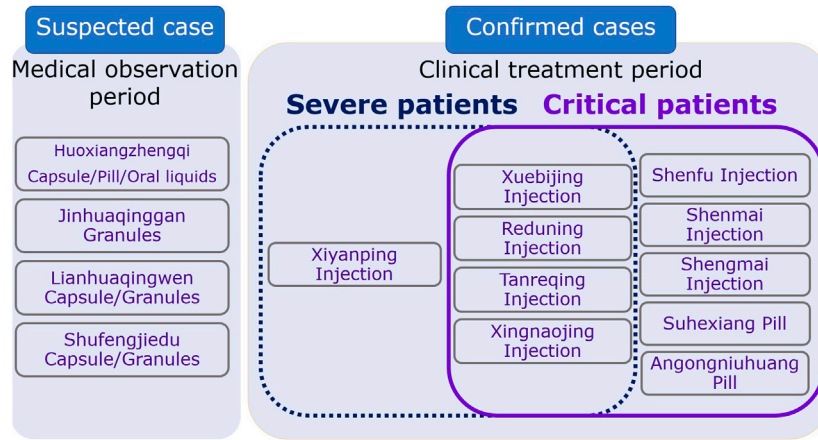 Suspected case
Medical observation
period
Huoxiangzhengqi
Capsule/Pill/Oral liquids
Jinhuaqinggan
Granules
Lianhuaqingwen
Capsule/Granules
Shufengjiedu
Capsule/Granules
Confirmed cases
Clinical treatment period
Severe patients
Critical patients
Xiyanping
Injection
Xuebijing
Injection
Reduning
Injection
Tanreqing
Injection
Xingnaojing
Injection
Shenfu Injection
Shenmai
Injection
Shengmai
Injection
Suhexiang Pill
Angongniuhuang
Pill